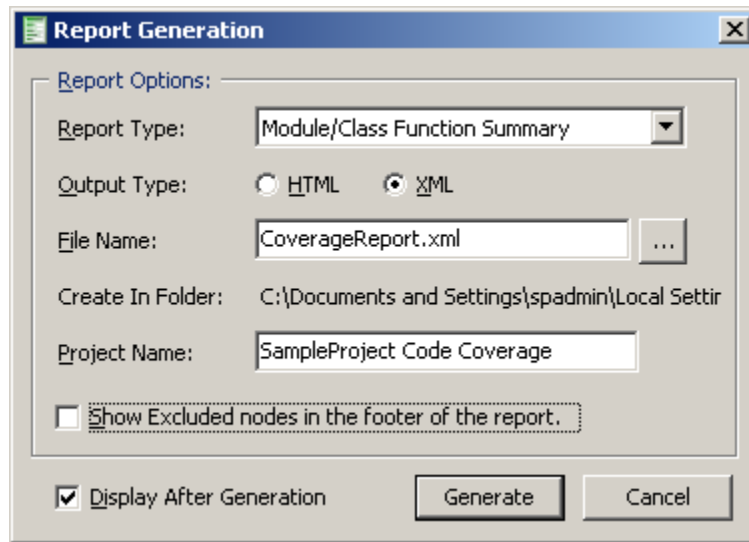 Report Generation
Report Options:
Report Type: Module/Class Function Summary
Output Type: HTML XML
File Name: CoverageReport.xml ...
Create In Folder: C:\Documents and Settings\spadmin\Local Settir
Project Name: SampleProject Code Coverage
Show Excluded nodes in the footer of the report.
Display After Generation Generate Cancel